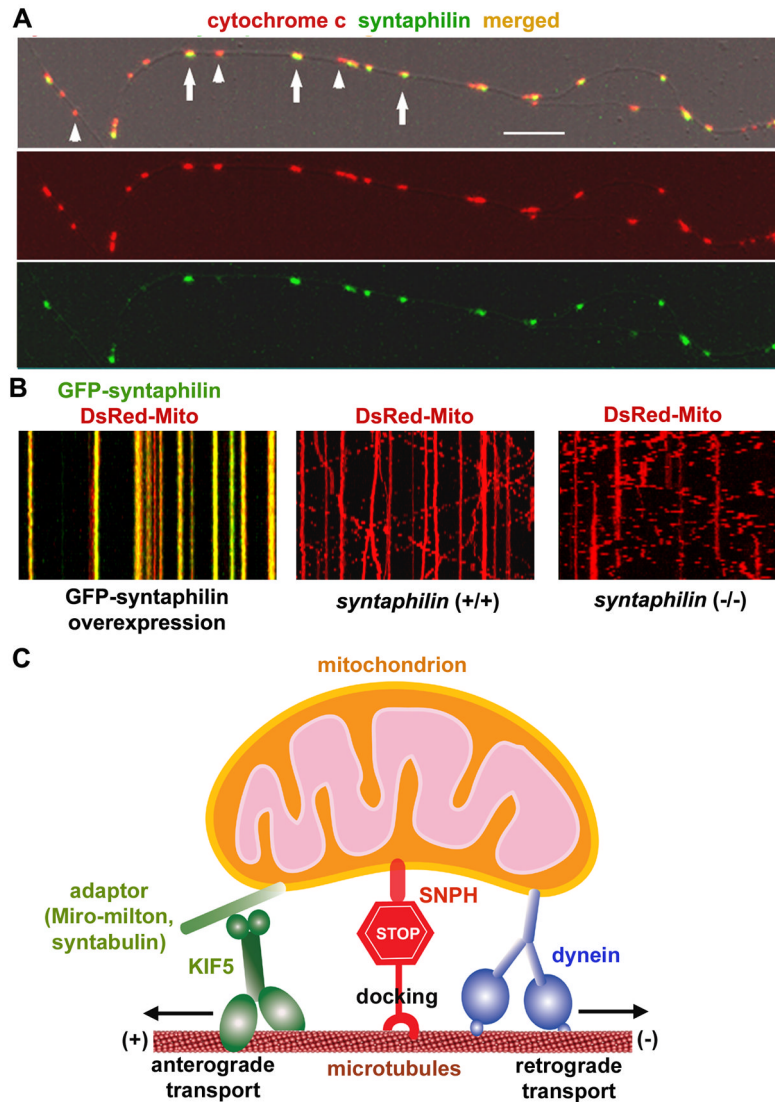 A
cytochrome c syntaphilin merged
B
GFP-syntaphilin
DsRed-Mito
DsRed-Mito
DsRed-Mito
GFP-syntaphilin
overexpression
syntaphilin (+/+)
syntaphilin (-/-)
C
mitochondrion
adaptor
(Miro-milton,
syntabulin)
SNPH
STOP
KIF5
dynein
docking
(+)
(-)
anterograde
transport
microtubules
retrograde
transport